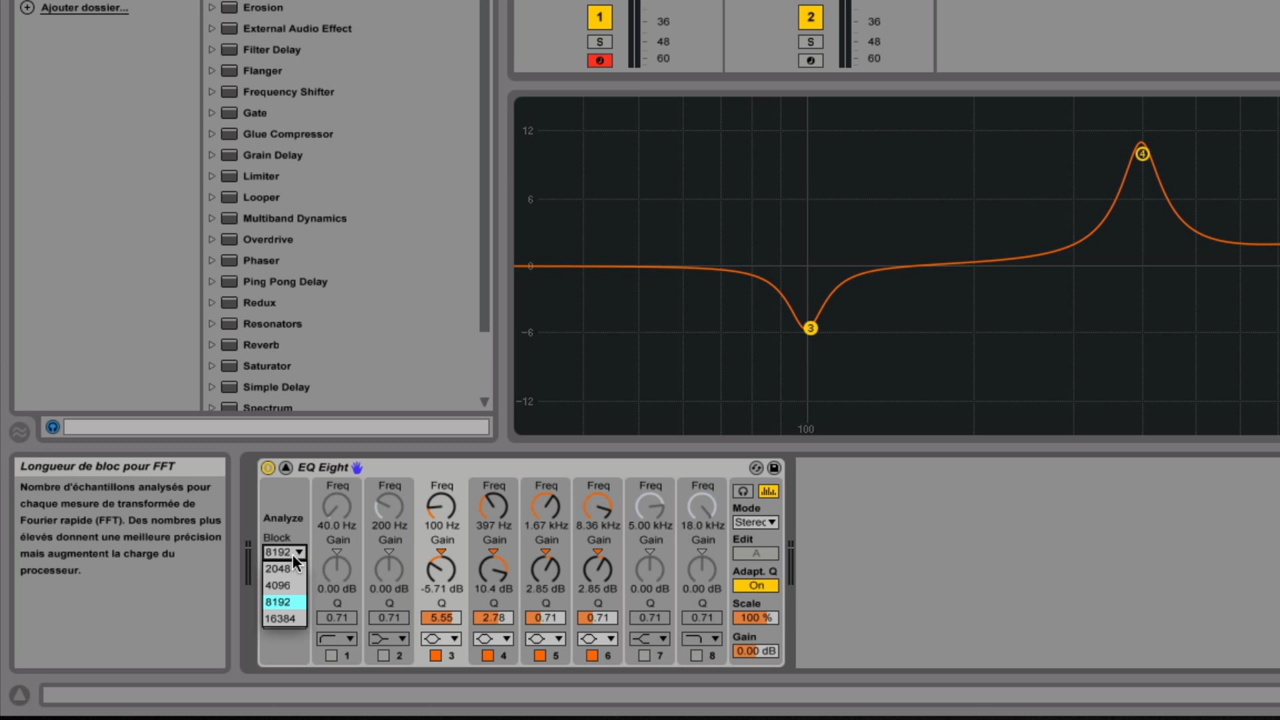 Ajouter dossier...
Erosion
External Audio Effect
Filter Delay
Flanger
Frequency Shifter
Gate
Glue Compressor
Grain Delay
Limiter
Looper
Multiband Dynamics
Overdrive
Phaser
Ping Pong Delay
Redux
Resonators
Reverb
Saturator
Simple Delay
Spectrum
1 36 2 36
S 48 S 48
60 60
12
6
0
-6
-12
100
4
3
Longueur de bloc pour FFT
Nombre d'échantillons analysés pour
chaque mesure de transformée de
Fourier rapide (FFT). Des nombres plus
élevés donnent une meilleure précision
mais augmentent la charge du
processeur.
EQ Eight
Analyze
Block
8192
2048
4096
8192
16384
Freq Freq Freq Freq Freq Freq Freq Freq
40.0 Hz 200 Hz 100 Hz 397 Hz 1.67 kHz 8.36 kHz 5.00 kHz 18.0 kHz
Gain Gain Gain Gain Gain Gain Gain Gain
0.00 dB 0.00 dB -5.71 dB 10.4 dB 2.85 dB 2.85 dB 0.00 dB 0.00 dB
Q Q Q Q Q Q Q Q
0.71 0.71 5.55 2.78 0.71 0.71 0.71 0.71
1 2 3 4 5 6 7 8
Mode
Stereo
Edit
A
Adapt. Q
On
Scale
100 %
Gain
0.00 dB